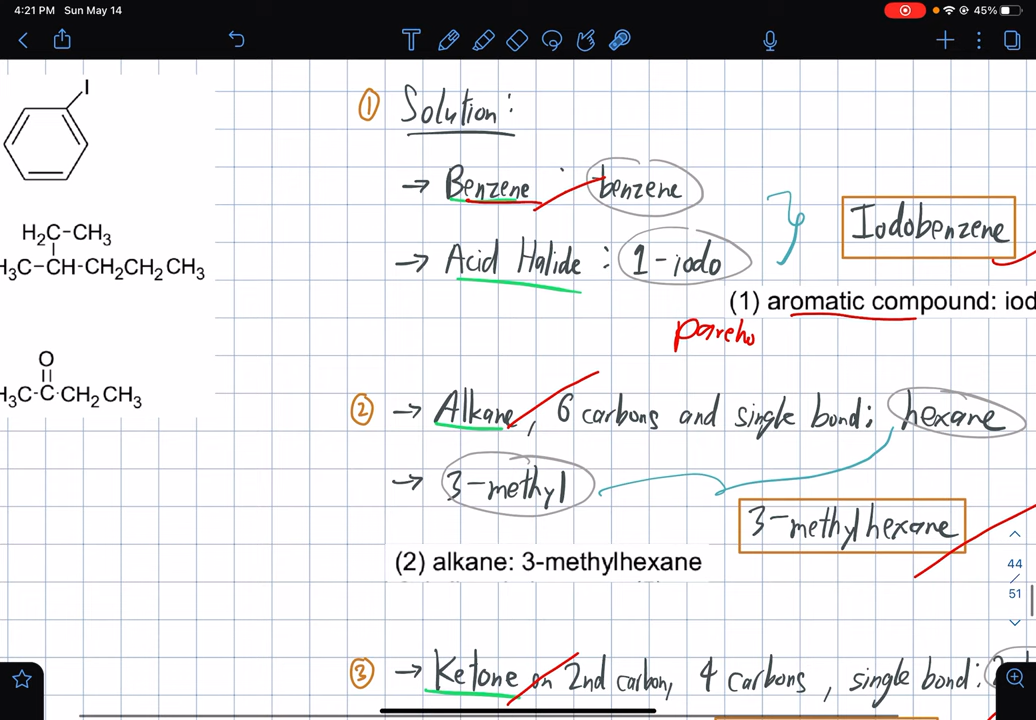 4:21 PM Sun May 14
45%
I
① Solution:
→ Benzene : benzene
→ Acid Halide : 1-iodo
Iodobenzene
(1) aromatic compound: iod
pareho
H₂C-CH₃
H₃C-CH-CH₂CH₂CH₃
② → Alkane, 6 carbons and single bond: hexane
→ 3-methyl
3-methylhexane
(2) alkane: 3-methylhexane
O
H₃C-C-CH₂CH₃
44
/
51
③ → Ketone on 2nd carbon, 4 carbons, single bond: 2